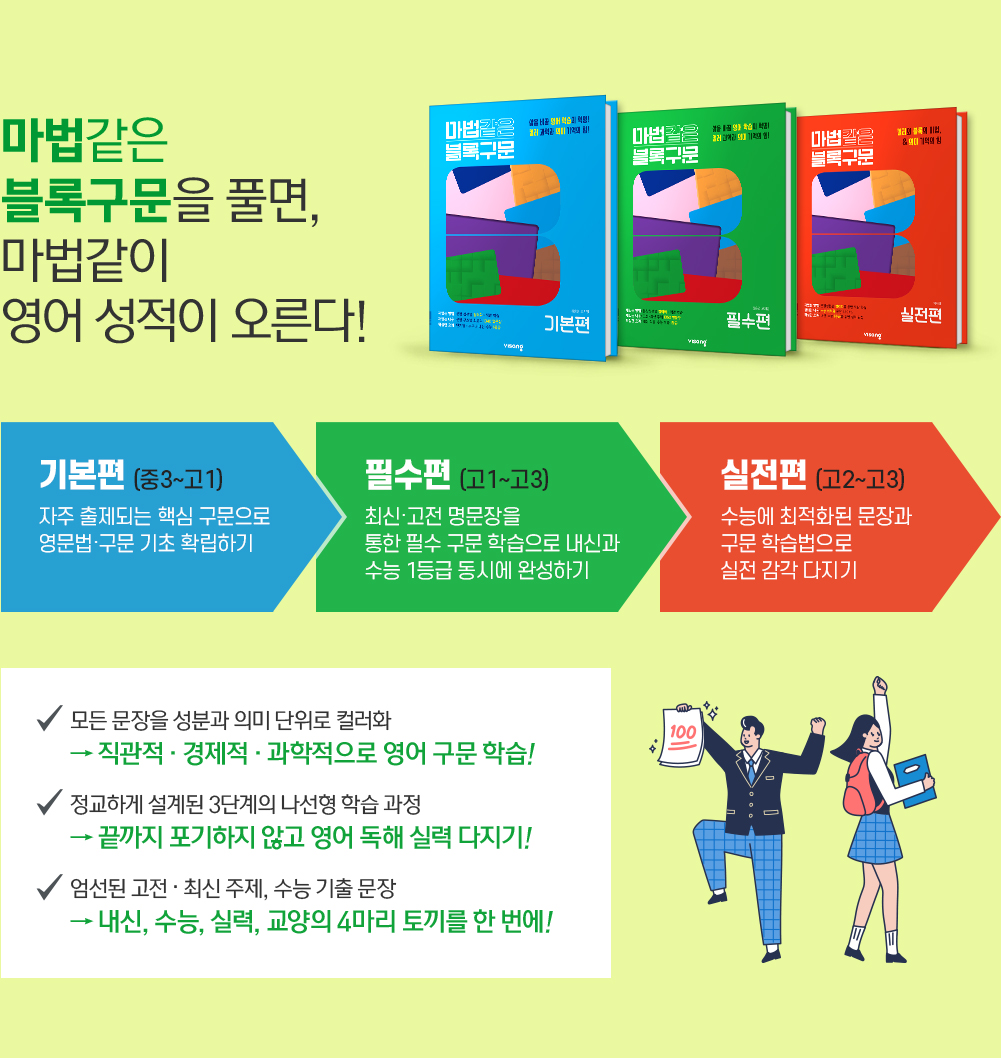 마법같은
블록구문을 풀면,
마법같이
영어 성적이 오른다!
마법같은
블록구문
기본편
visang
마법같은
블록구문
필수편
visang
마법같은
블록구문
실전편
visang
기본편 (중3~고1)
자주 출제되는 핵심 구문으로
영문법·구문 기초 확립하기
필수편 (고1~고3)
최신·고전 명문장을
통한 필수 구문 학습으로 내신과
수능 1등급 동시에 완성하기
실전편 (고2~고3)
수능에 최적화된 문장과
구문 학습법으로
실전 감각 다지기
모든 문장을 성분과 의미 단위로 컬러화
→ 직관적 · 경제적 · 과학적으로 영어 구문 학습!
정교하게 설계된 3단계의 나선형 학습 과정
→ 끝까지 포기하지 않고 영어 독해 실력 다지기!
엄선된 고전 · 최신 주제, 수능 기출 문장
→ 내신, 수능, 실력, 교양의 4마리 토끼를 한 번에!
100